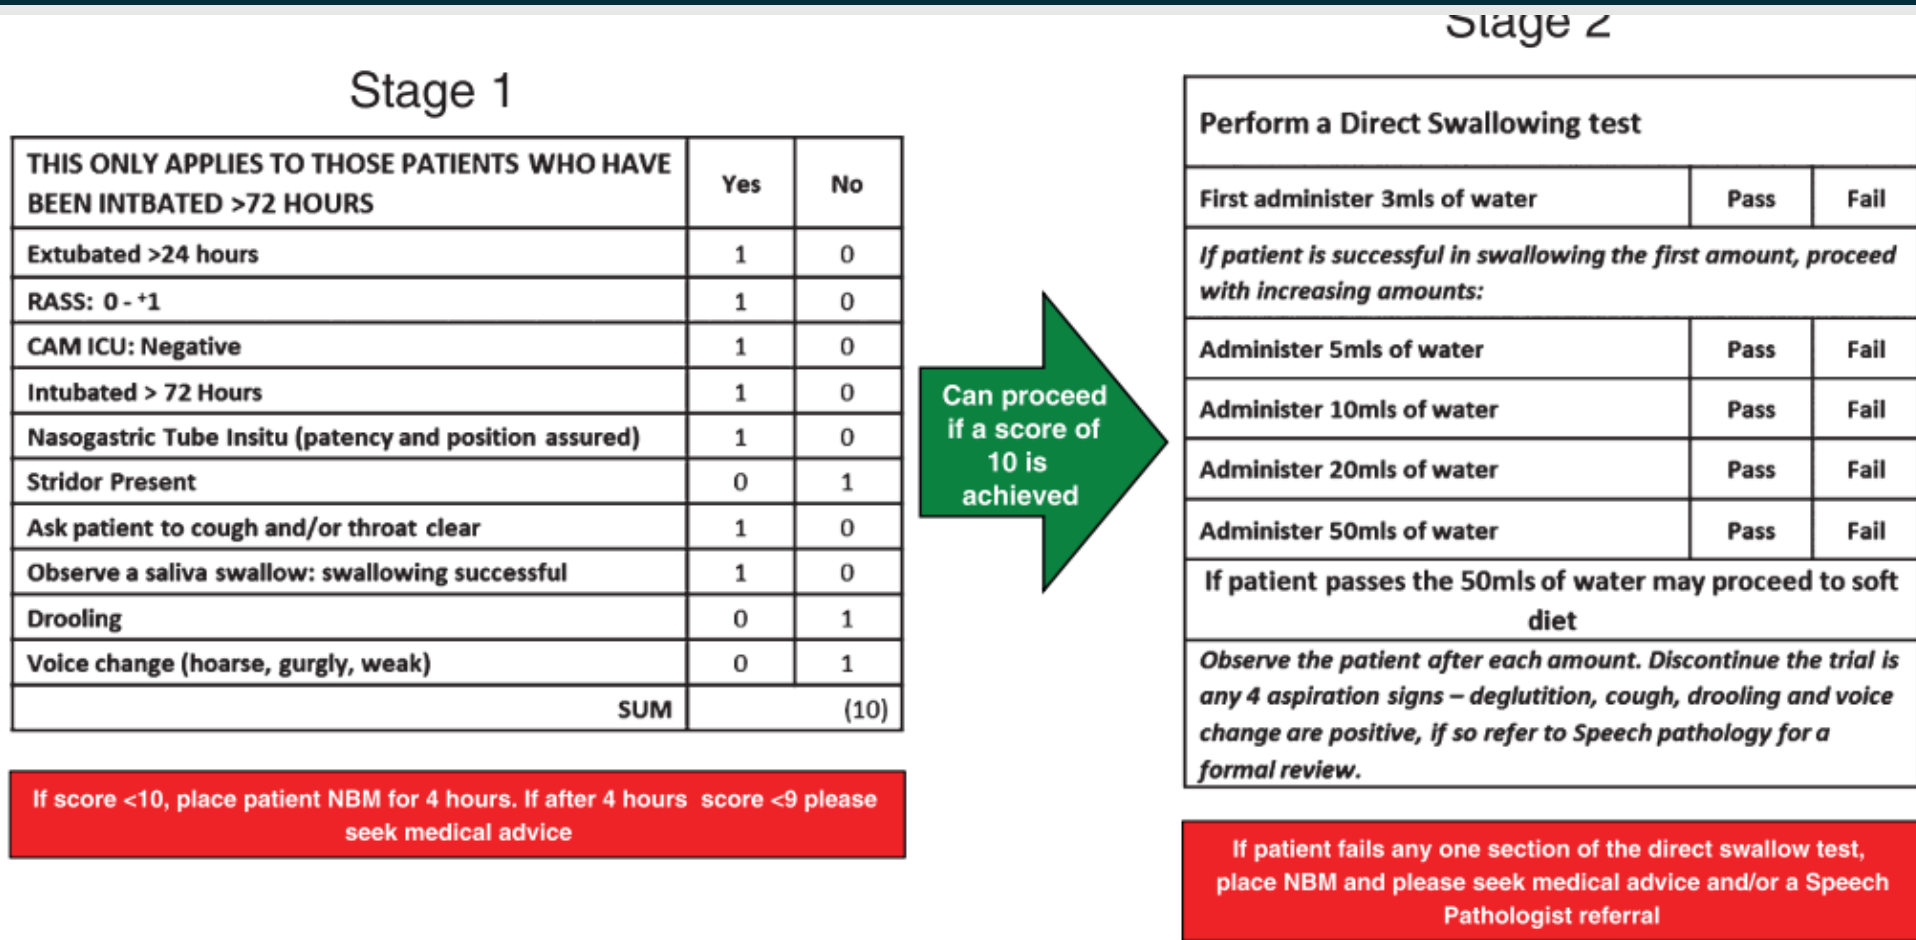 Stage 1
THIS ONLY APPLIES TO THOSE PATIENTS WHO HAVE
BEEN INTBATED >72 HOURS
Yes
No
Extubated >24 hours 1 0
RASS: 0 - +1 1 0
CAM ICU: Negative 1 0
Intubated > 72 Hours 1 0
Nasogastric Tube Insitu (patency and position assured) 1 0
Stridor Present 0 1
Ask patient to cough and/or throat clear 1 0
Observe a saliva swallow: swallowing successful 1 0
Drooling 0 1
Voice change (hoarse, gurgly, weak) 0 1
SUM (10)
If score <10, place patient NBM for 4 hours. If after 4 hours score <9 please
seek medical advice
Can proceed
if a score of
10 is
achieved
Stage 2
Perform a Direct Swallowing test
First administer 3mls of water Pass Fail
If patient is successful in swallowing the first amount, proceed
with increasing amounts:
Administer 5mls of water Pass Fail
Administer 10mls of water Pass Fail
Administer 20mls of water Pass Fail
Administer 50mls of water Pass Fail
If patient passes the 50mls of water may proceed to soft
diet
Observe the patient after each amount. Discontinue the trial is
any 4 aspiration signs – deglutition, cough, drooling and voice
change are positive, if so refer to Speech pathology for a
formal review.
If patient fails any one section of the direct swallow test,
place NBM and please seek medical advice and/or a Speech
Pathologist referral